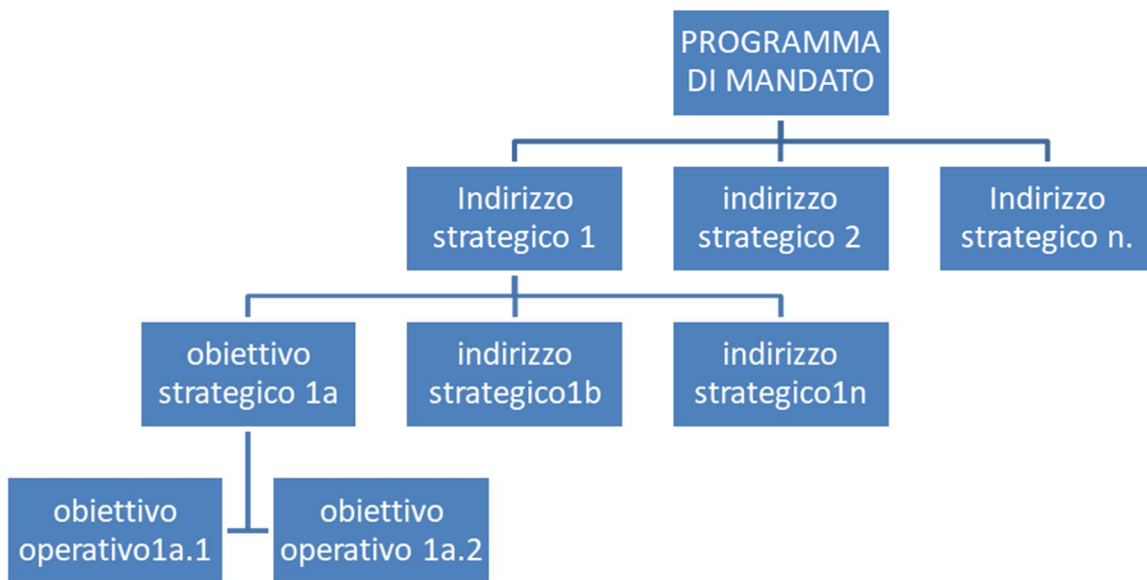 PROGRAMMA
DI MANDATO
Indirizzo
strategico 1
indirizzo
strategico 2
Indirizzo
strategico n.
obiettivo
strategico 1a
indirizzo
strategico1b
indirizzo
strategico1n
obiettivo
operativo1a.1
obiettivo
operativo 1a.2